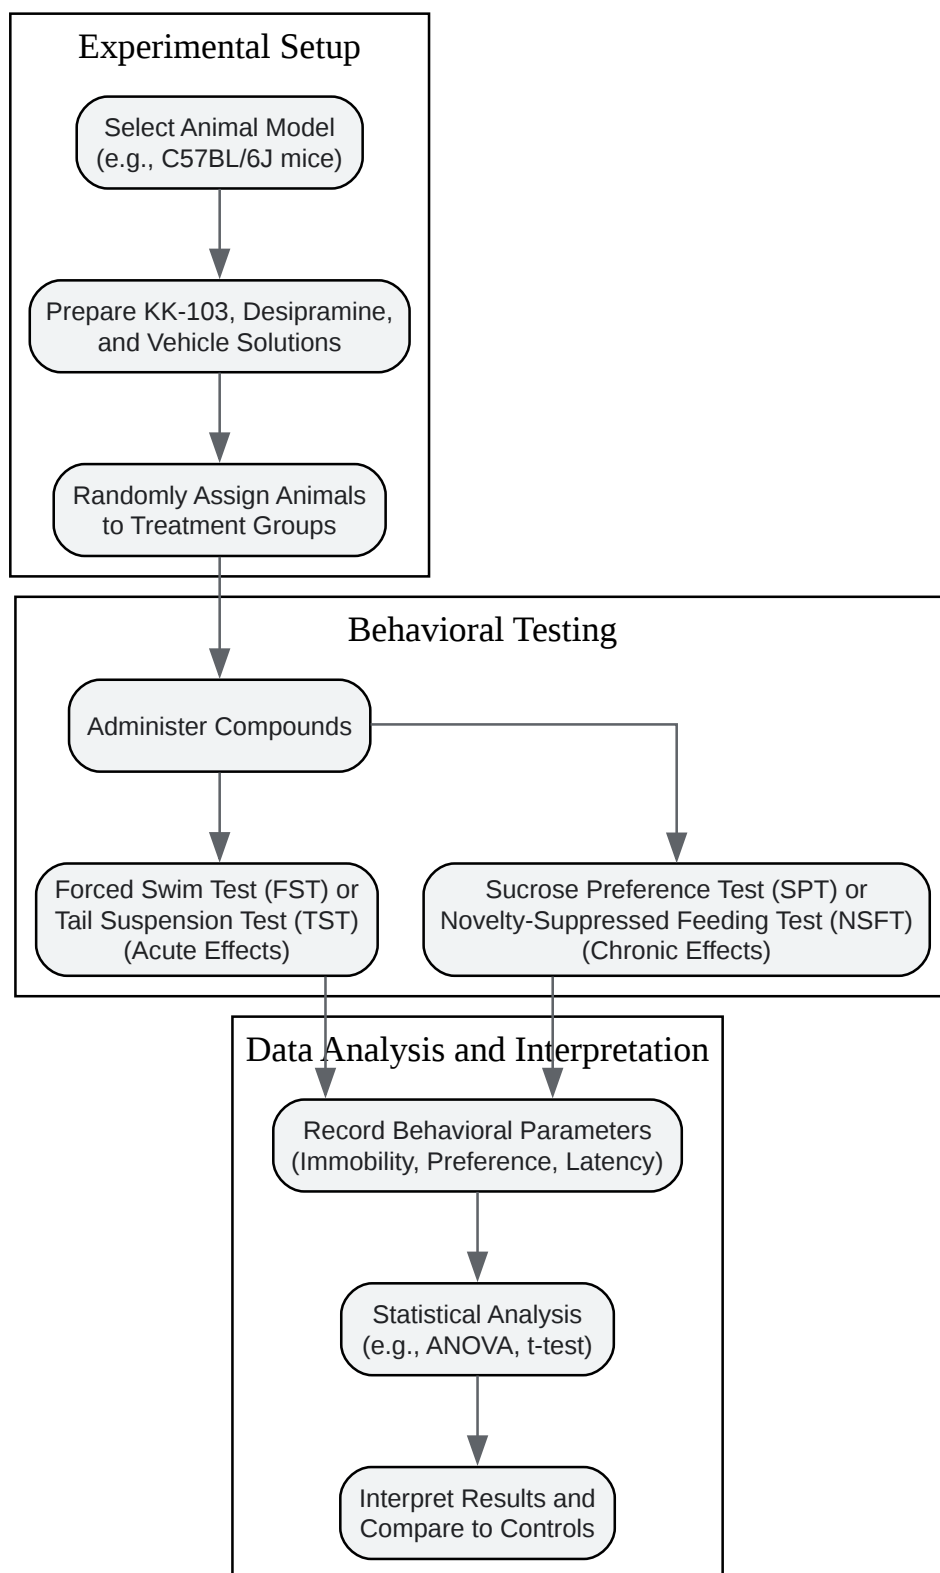 Experimental Setup
Select Animal Model
(e.g., C57BL/6J mice)
Prepare KK-103, Desipramine,
and Vehicle Solutions
Randomly Assign Animals
to Treatment Groups
Behavioral Testing
Administer Compounds
Forced Swim Test (FST) or
Tail Suspension Test (TST)
(Acute Effects)
Sucrose Preference Test (SPT) or
Novelty-Suppressed Feeding Test (NSFT)
(Chronic Effects)
Data Analysis and Interpretation
Record Behavioral Parameters
(Immobility, Preference, Latency)
Statistical Analysis
(e.g., ANOVA, t-test)
Interpret Results and
Compare to Controls